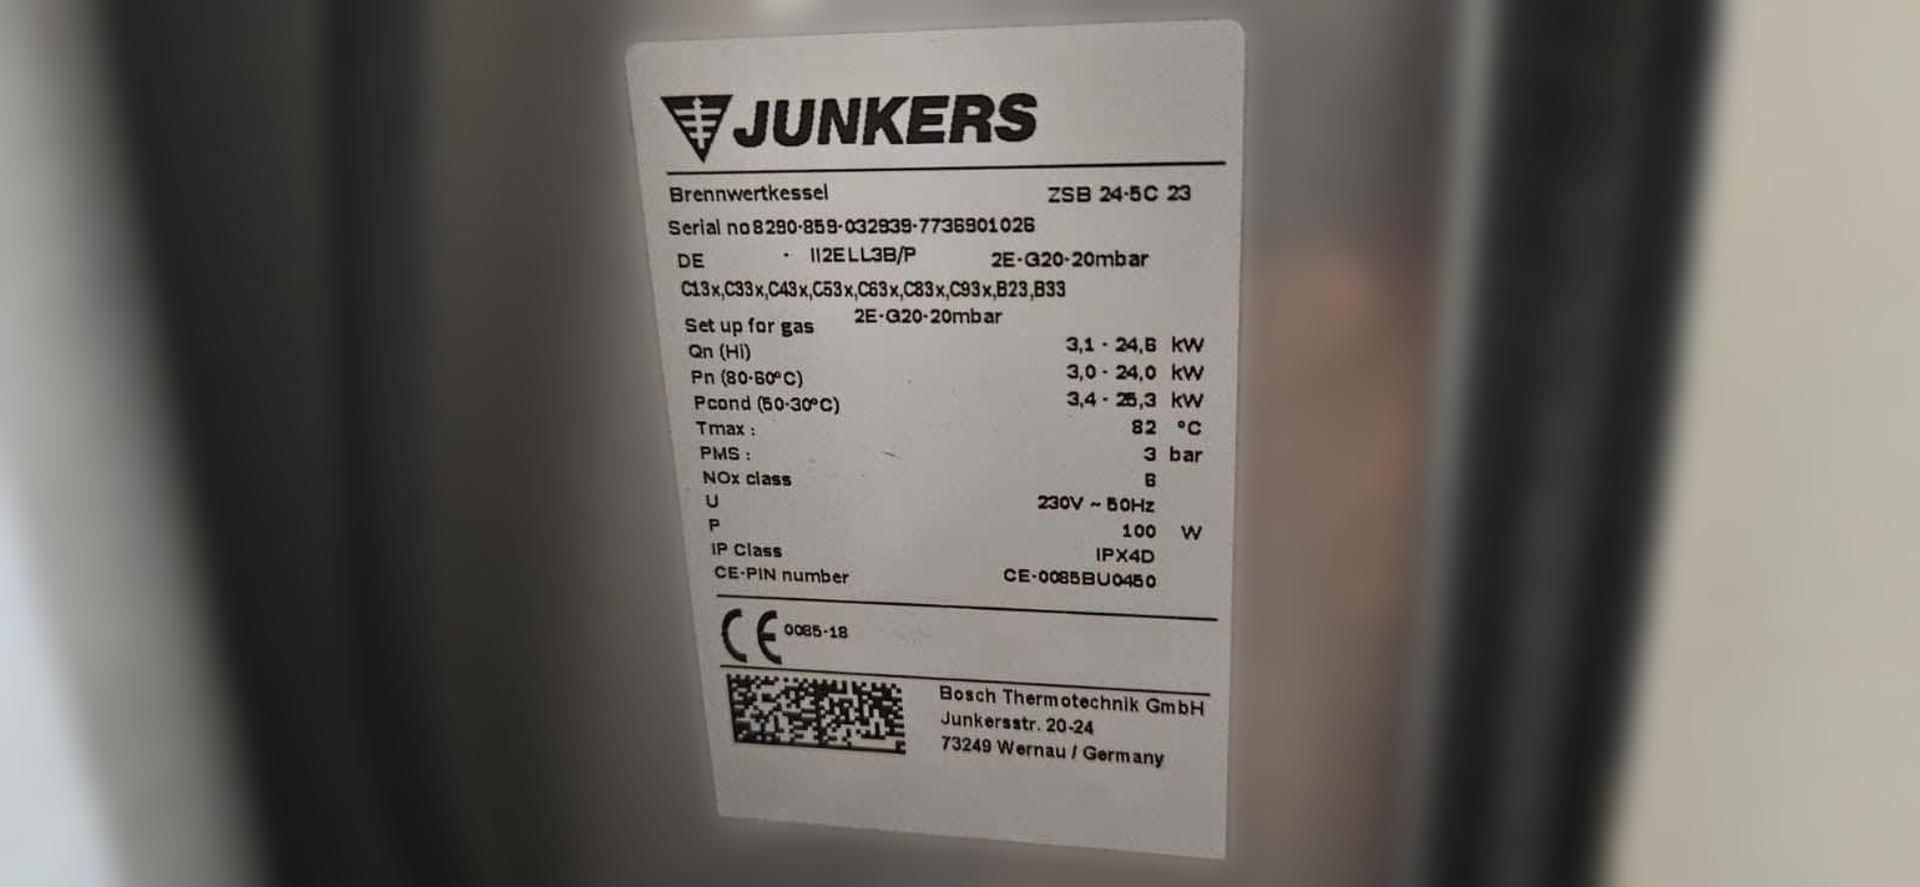 JUNKERS
Brennwertkessel ZSB 24-5C 23
Serial no 8290-859-032939-7736901026
DE - II2ELL3B/P 2E-G20-20mbar
C13x,C33x,C43x,C53x,C63x,C83x,C93x,B23,B33
Set up for gas 2E-G20-20mbar
Qn (Hi) 3,1 - 24,6 kW
Pn (80-60°C) 3,0 - 24,0 kW
Pcond (50-30°C) 3,4 - 25,3 kW
Tmax : 82 °C
PMS : 3 bar
NOx class 6
U 230V ~ 50Hz
P 100 W
IP Class IPX4D
CE-PIN number CE-0085BU0450
CE 0085-18
Bosch Thermotechnik GmbH
Junkersstr. 20-24
73249 Wernau / Germany